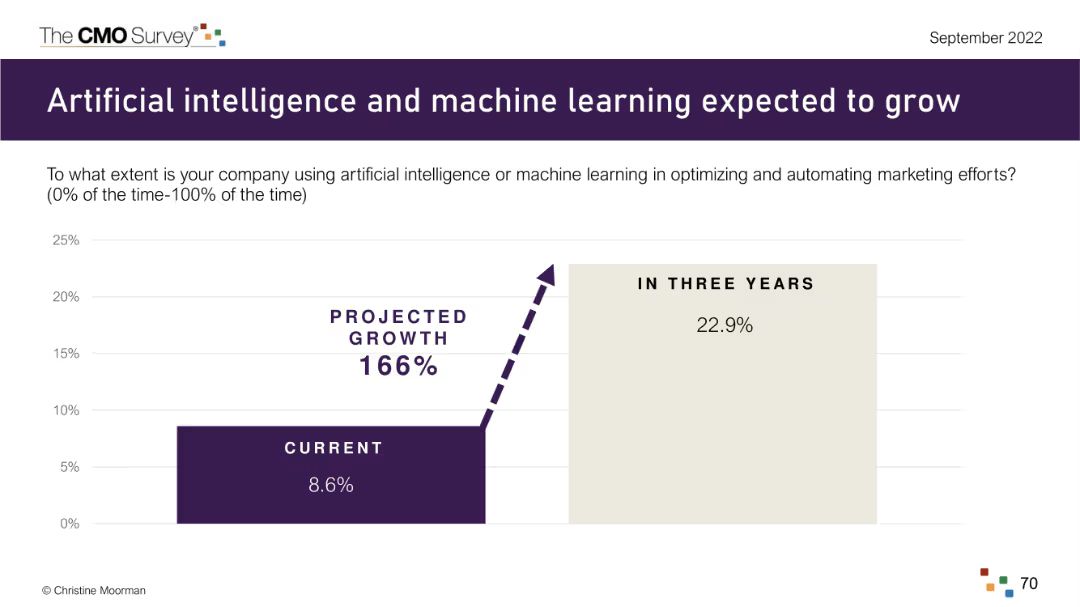 The CMO Survey®
September 2022
Artificial intelligence and machine learning expected to grow
To what extent is your company using artificial intelligence or machine learning in optimizing and automating marketing efforts?
(0% of the time-100% of the time)
25%
20%
15%
10%
5%
0%
PROJECTED
GROWTH
166%
CURRENT
8.6%
IN THREE YEARS
22.9%
© Christine Moorman
70